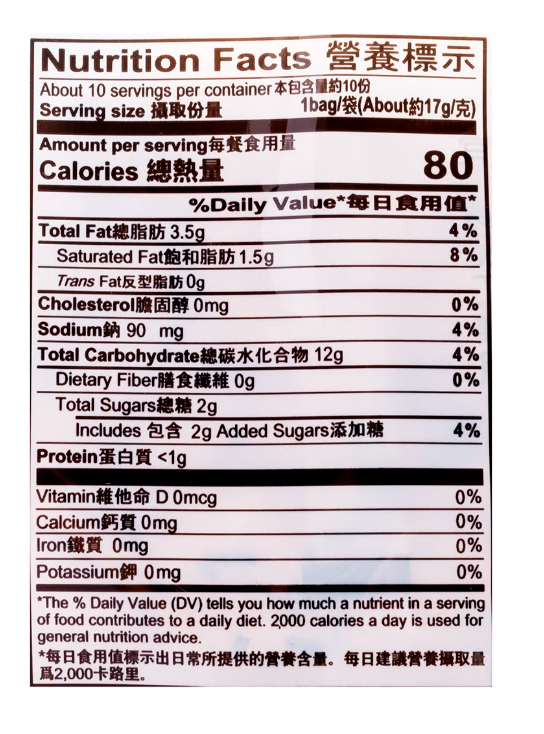 Nutrition Facts 營養標示
About 10 servings per container 本包含量約10份
Serving size 攝取份量 1bag/袋(About約17g/克)
Amount per serving每餐食用量
Calories 總熱量 80
%Daily Value*每日食用值*
Total Fat總脂肪 3.5g 4%
Saturated Fat飽和脂肪 1.5g 8%
Trans Fat反型脂肪 0g
Cholesterol膽固醇 0mg 0%
Sodium鈉 90 mg 4%
Total Carbohydrate總碳水化合物 12g 4%
Dietary Fiber膳食纖維 0g 0%
Total Sugars總糖 2g
Includes 包含 2g Added Sugars添加糖 4%
Protein蛋白質 <1g
Vitamin維他命 D 0mcg 0%
Calcium鈣質 0mg 0%
Iron鐵質 0mg 0%
Potassium鉀 0mg 0%
*The % Daily Value (DV) tells you how much a nutrient in a serving
of food contributes to a daily diet. 2,000 calories a day is used for
general nutrition advice.
*每日食用值標示出日常所提供的營養含量。每日建議營養攝取量
爲2,000卡路里。